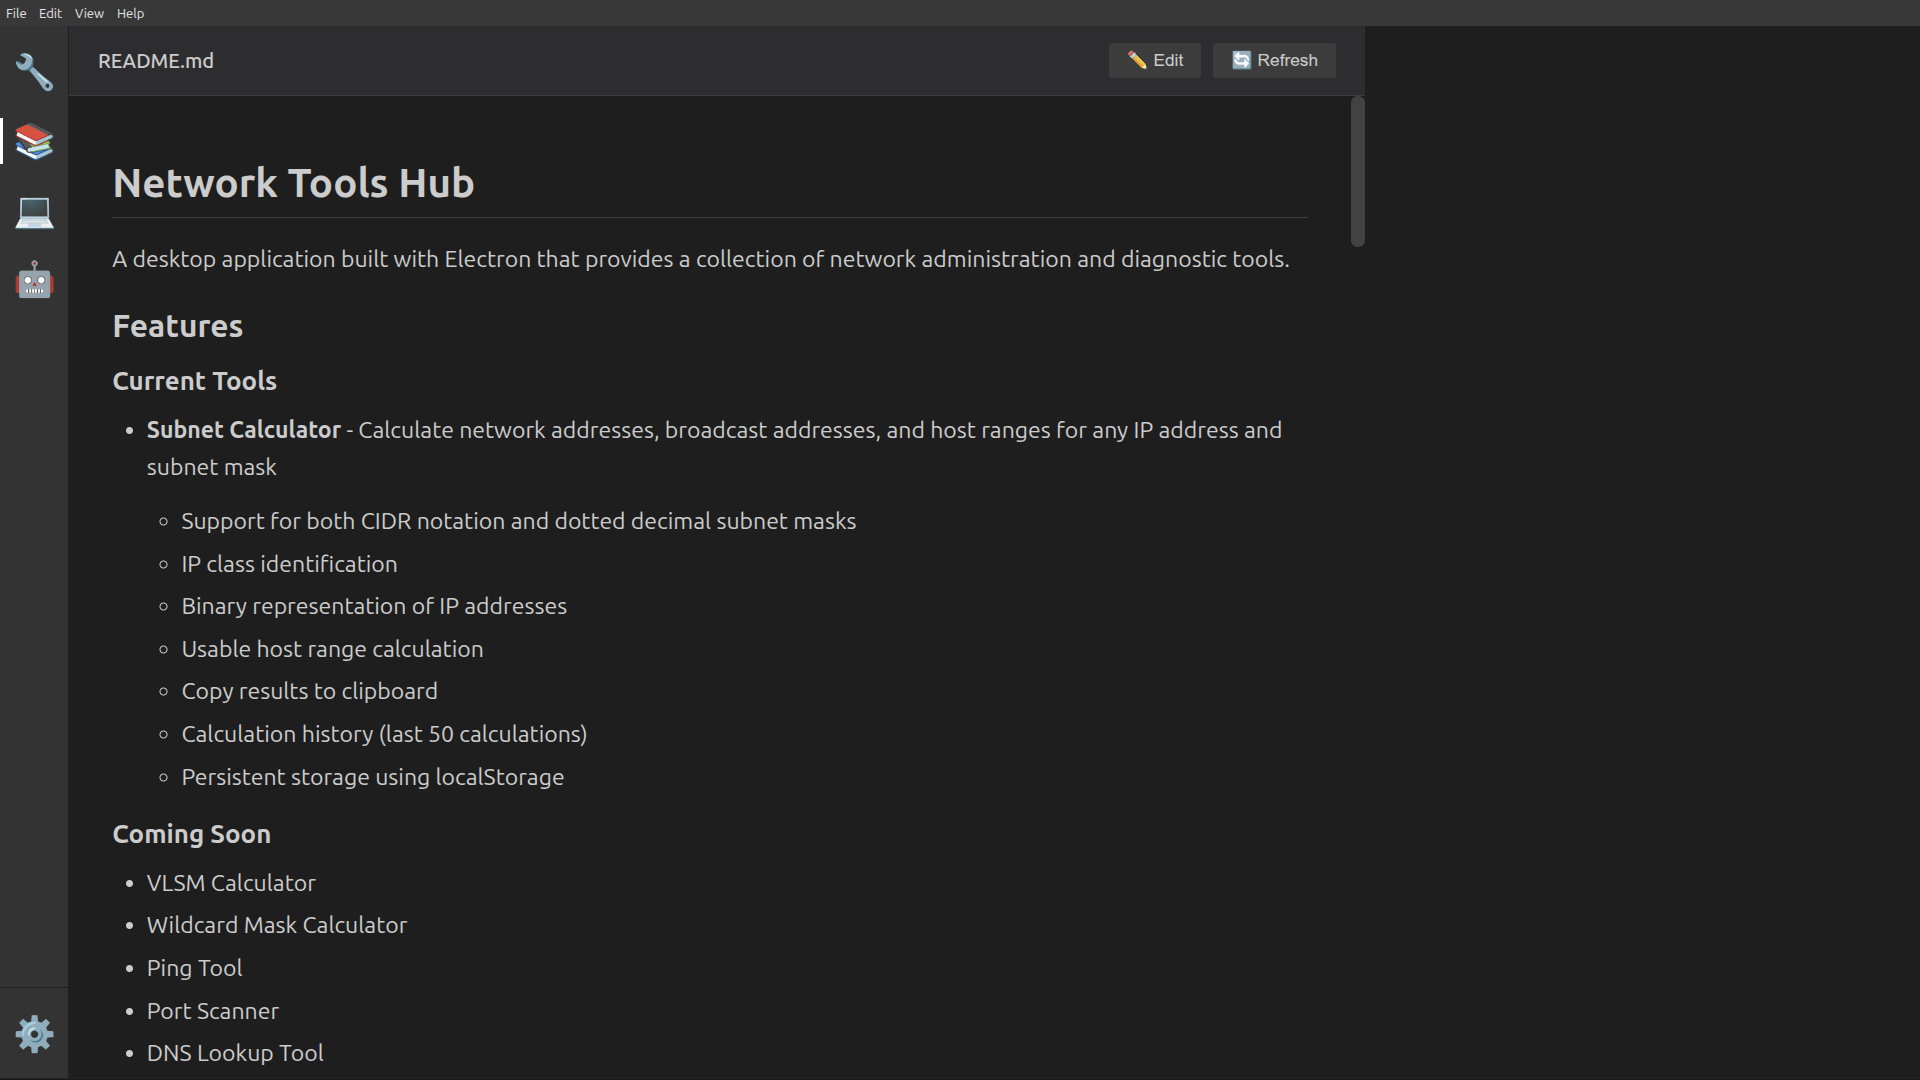 File Edit View Help
README.md
Edit
Refresh
Network Tools Hub
A desktop application built with Electron that provides a collection of network administration and diagnostic tools.
Features
Current Tools
Subnet Calculator - Calculate network addresses, broadcast addresses, and host ranges for any IP address and
subnet mask
Support for both CIDR notation and dotted decimal subnet masks
IP class identification
Binary representation of IP addresses
Usable host range calculation
Copy results to clipboard
Calculation history (last 50 calculations)
Persistent storage using localStorage
Coming Soon
VLSM Calculator
Wildcard Mask Calculator
Ping Tool
Port Scanner
DNS Lookup Tool